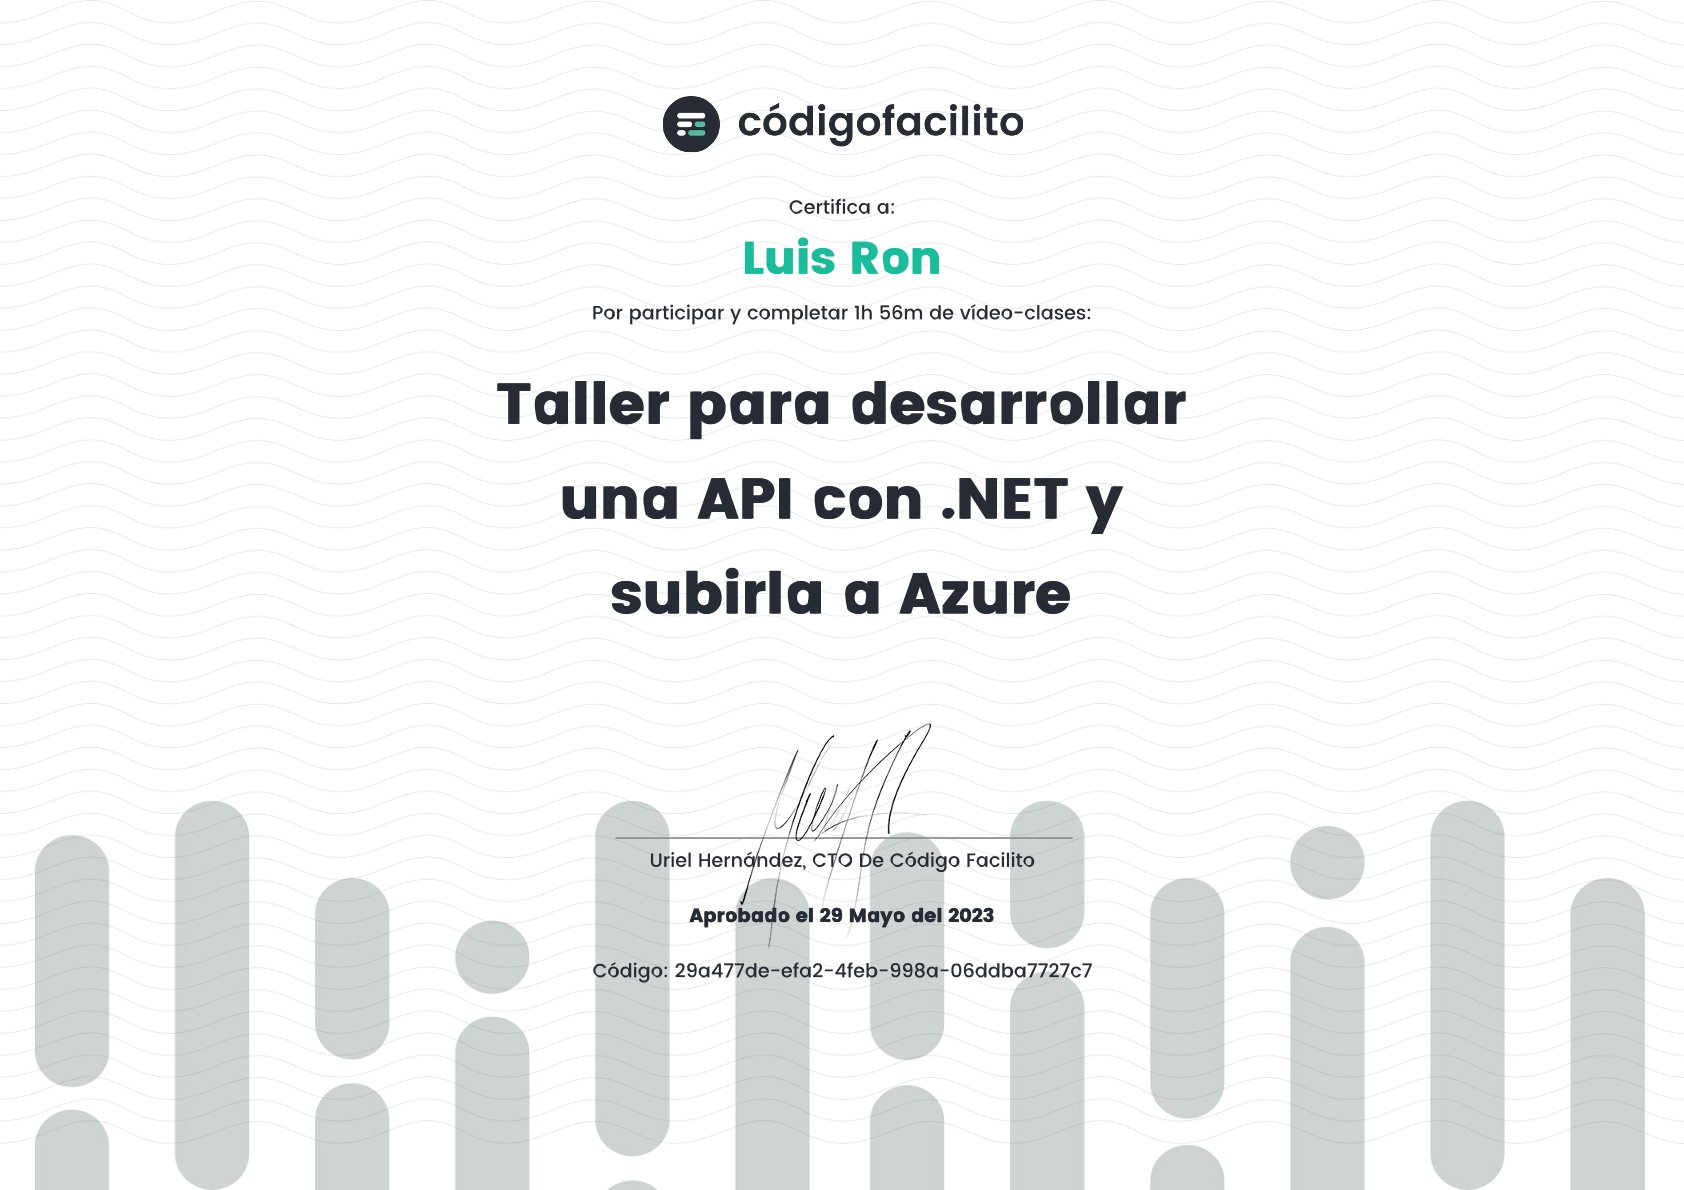 códigofacilito
Certifica a:
Luis Ron
Por participar y completar 1h 56m de vídeo-clases:
Taller para desarrollar
una API con .NET y
subirla a Azure
Uriel Hernández, CTO De Código Facilito
Aprobado el 29 Mayo del 2023
Código: 29a477de-efa2-4feb-998a-06ddba7727c7